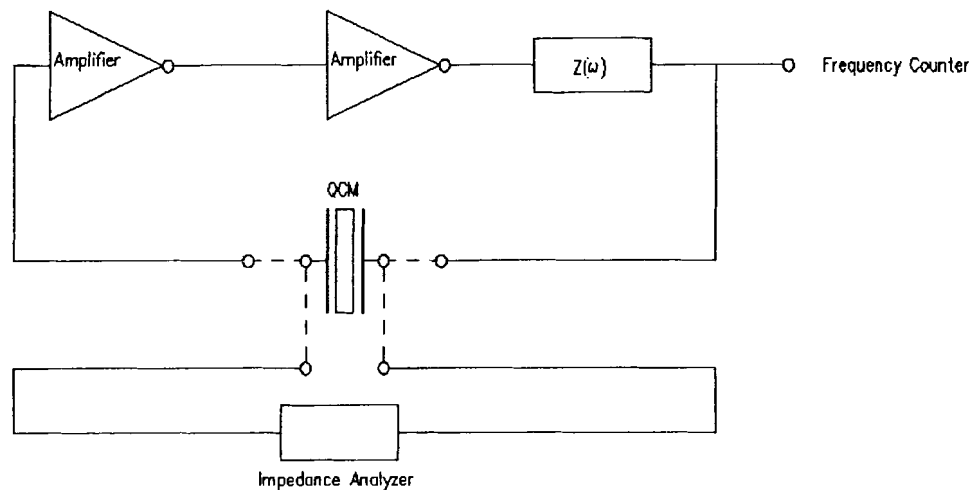 Amplifier
Amplifier
Z(ω)
Frequency Counter
QCM
Impedance Analyzer